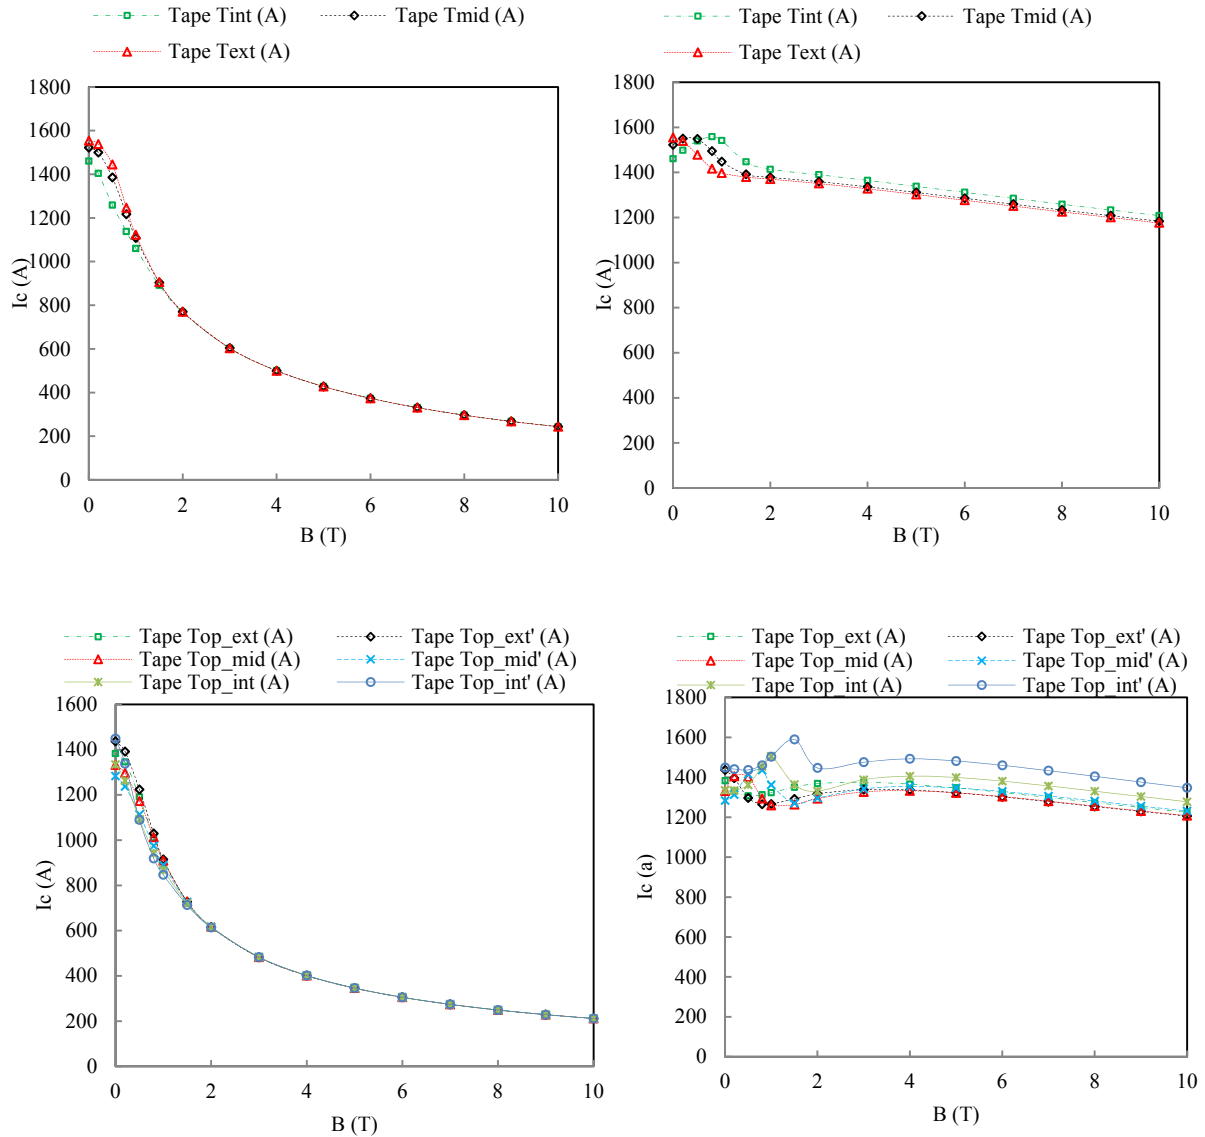 Tape Tint (A) Tape Tmid (A)
Tape Text (A)
1800
1600
1400
1200
1000
800
600
400
200
0
Ic (A)
0 2 4 6 8 10
B (T)
Tape Tint (A) Tape Tmid (A)
Tape Text (A)
1800
1600
1400
1200
1000
800
600
400
200
0
Ic (A)
0 2 4 6 8 10
B (T)
Tape Top_ext (A) Tape Top_ext' (A)
Tape Top_mid (A) Tape Top_mid' (A)
Tape Top_int (A) Tape Top_int' (A)
1600
1400
1200
1000
800
600
400
200
0
Ic (A)
0 2 4 6 8 10
B (T)
Tape Top_ext (A) Tape Top_ext' (A)
Tape Top_mid (A) Tape Top_mid' (A)
Tape Top_int (A) Tape Top_int' (A)
1800
1600
1400
1200
1000
800
600
400
200
0
Ic (a)
0 2 4 6 8 10
B (T)